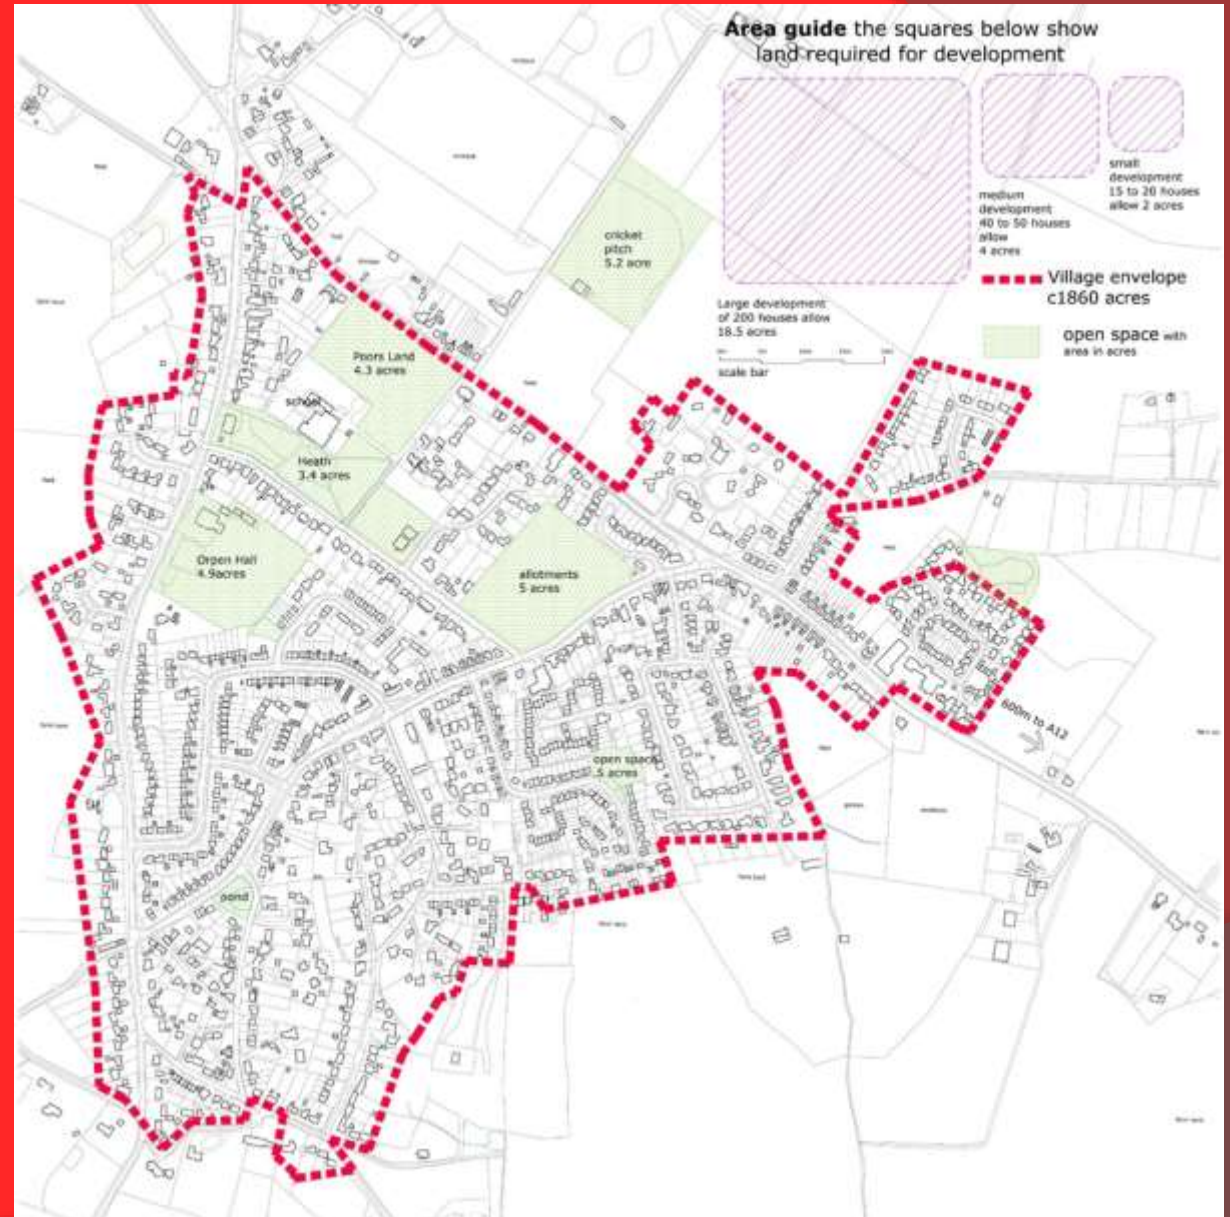 Area guide the squares below show
land required for development
small
development
15 to 20 houses
allow 2 acres
medium
development
40 to 50 houses
allow
4 acres
Large development
of 200 houses allow
18.5 acres
scale bar
Village envelope
c1860 acres
open space with
area in acres
cricket
pitch
5.2 acre
Poors Land
4.3 acres
school
Heath
3.4 acres
Orpen Hall
4.9acres
allotments
5 acres
open space
.5 acres
pond
600m to A12